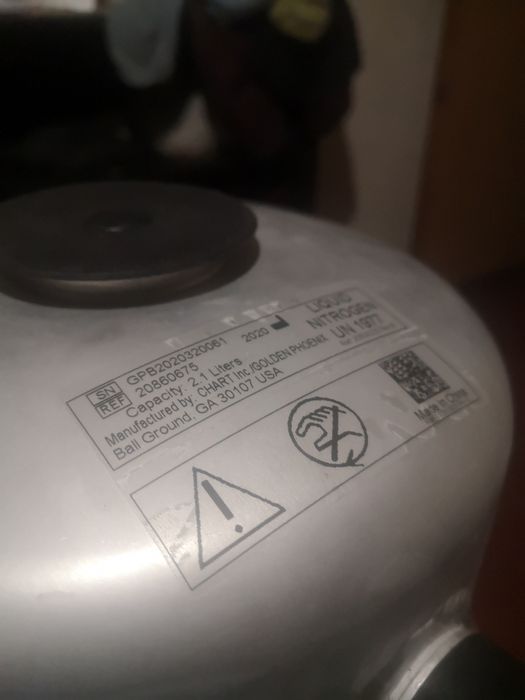 SN GPB2020320061 2020
REF 20860675
Capacity: 2.1 Liters
Manufactured by: CHART Inc/GOLDEN PHOENIX
Ball Ground, GA 30107 USA
LIQUID
NITROGEN
UN 1977
Made in China